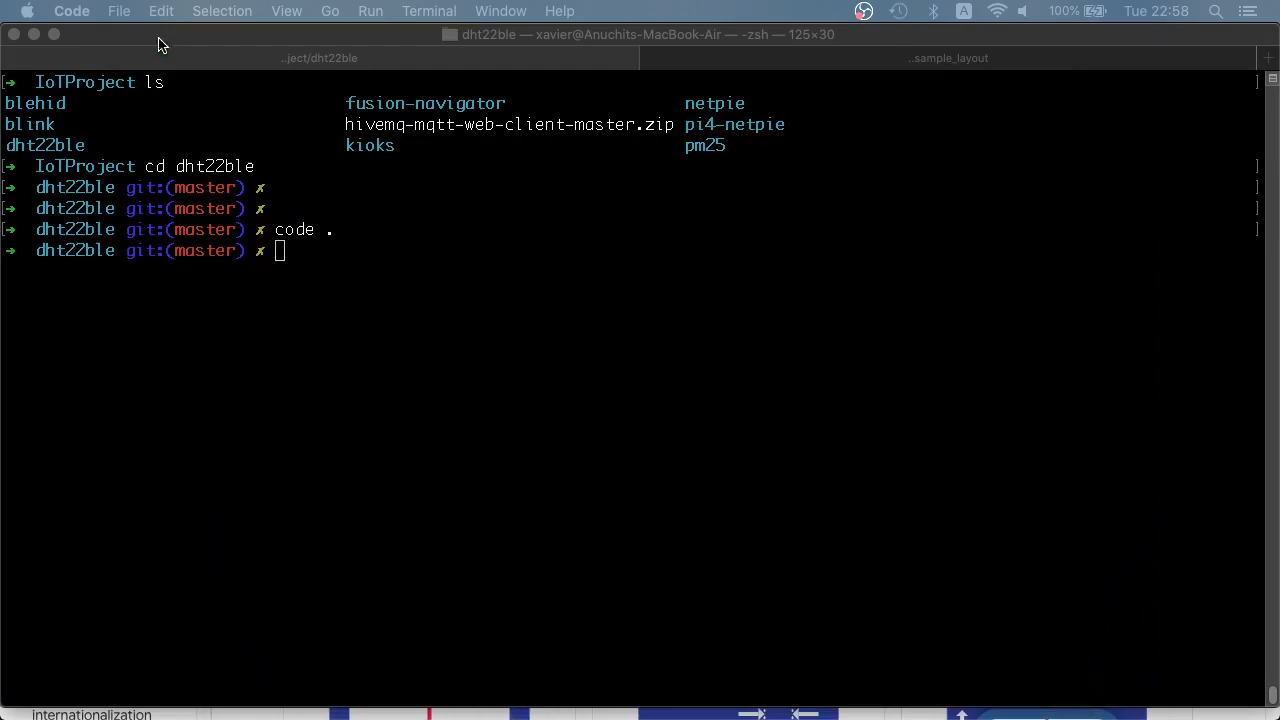 Code File Edit Selection View Go Run Terminal Window Help A 100% Tue 22:58
dht22ble — xavier@Anuchits-MacBook-Air — -zsh — 125×30
..ject/dht22ble ..sample_layout +
[→ IoTProject ls ]
blehid fusion-navigator netpie
blink hivemq-mqtt-web-client-master.zip pi4-netpie
dht22ble kioks pm25
[→ IoTProject cd dht22ble ]
[→ dht22ble git:(master) ✗ ]
[→ dht22ble git:(master) ✗ ]
[→ dht22ble git:(master) ✗ code . ]
→ dht22ble git:(master) ✗
internationalization